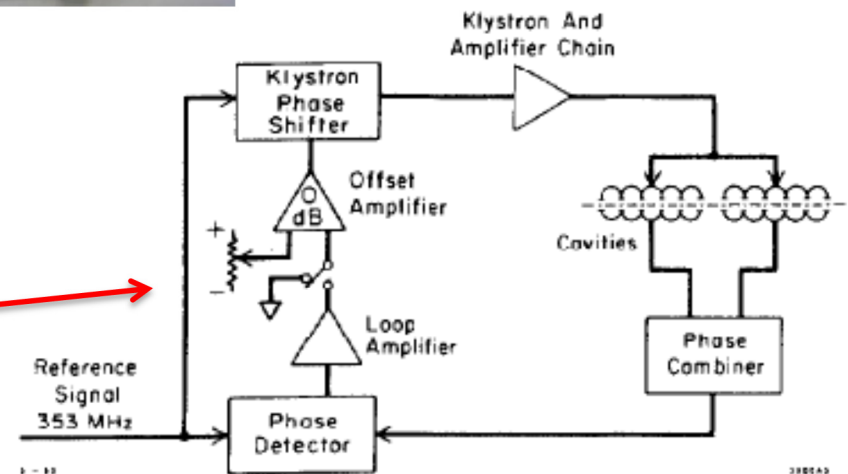 Klystron And
Amplifier Chain
Klystron
Phase
Shifter
O
dB
Offset
Amplifier
+
−
Cavities
Loop
Amplifier
Phase
Combiner
Reference
Signal
353 MHz
Phase
Detector